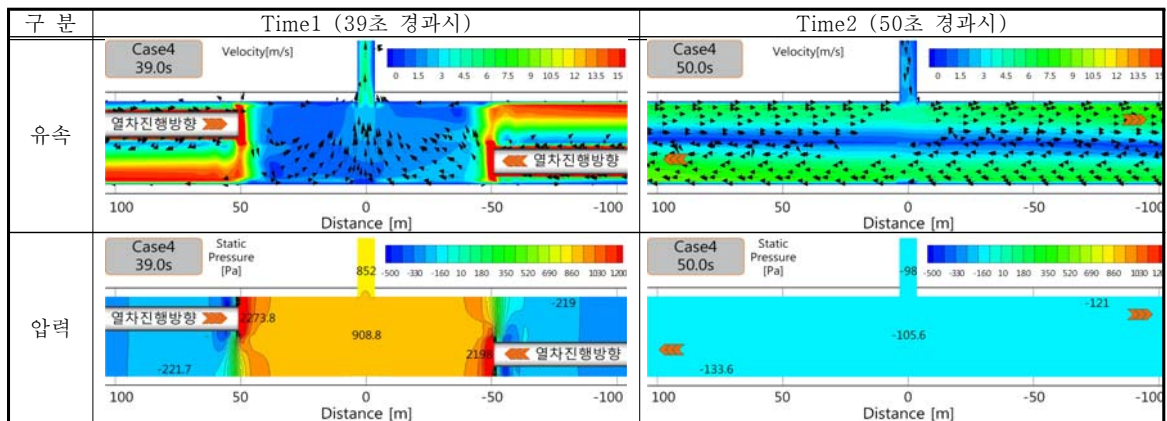 구 분 Time1 (39초 경과시) Time2 (50초 경과시)
유속
Case4
39.0s
Velocity[m/s]
0 1.5 3 4.5 6 7.5 9 10.5 12 13.5 15
열차진행방향
열차진행방향
100 50 0 -50 -100
Distance [m]
Case4
50.0s
Velocity[m/s]
0 1.5 3 4.5 6 7.5 9 10.5 12 13.5 15
100 50 0 -50 -100
Distance [m]
압력
Case4
39.0s
Static
Pressure
[Pa]
-500 -330 -160 10 180 350 520 690 860 1030 1200
852
-219
열차진행방향
2273.8
908.8
2198
열차진행방향
-221.7
100 50 0 -50 -100
Distance [m]
Case4
50.0s
Static
Pressure
[Pa]
-500 -330 -160 10 180 350 520 690 860 1030 120
-98
-121
-105.6
-133.6
100 50 0 -50 -100
Distance [m]